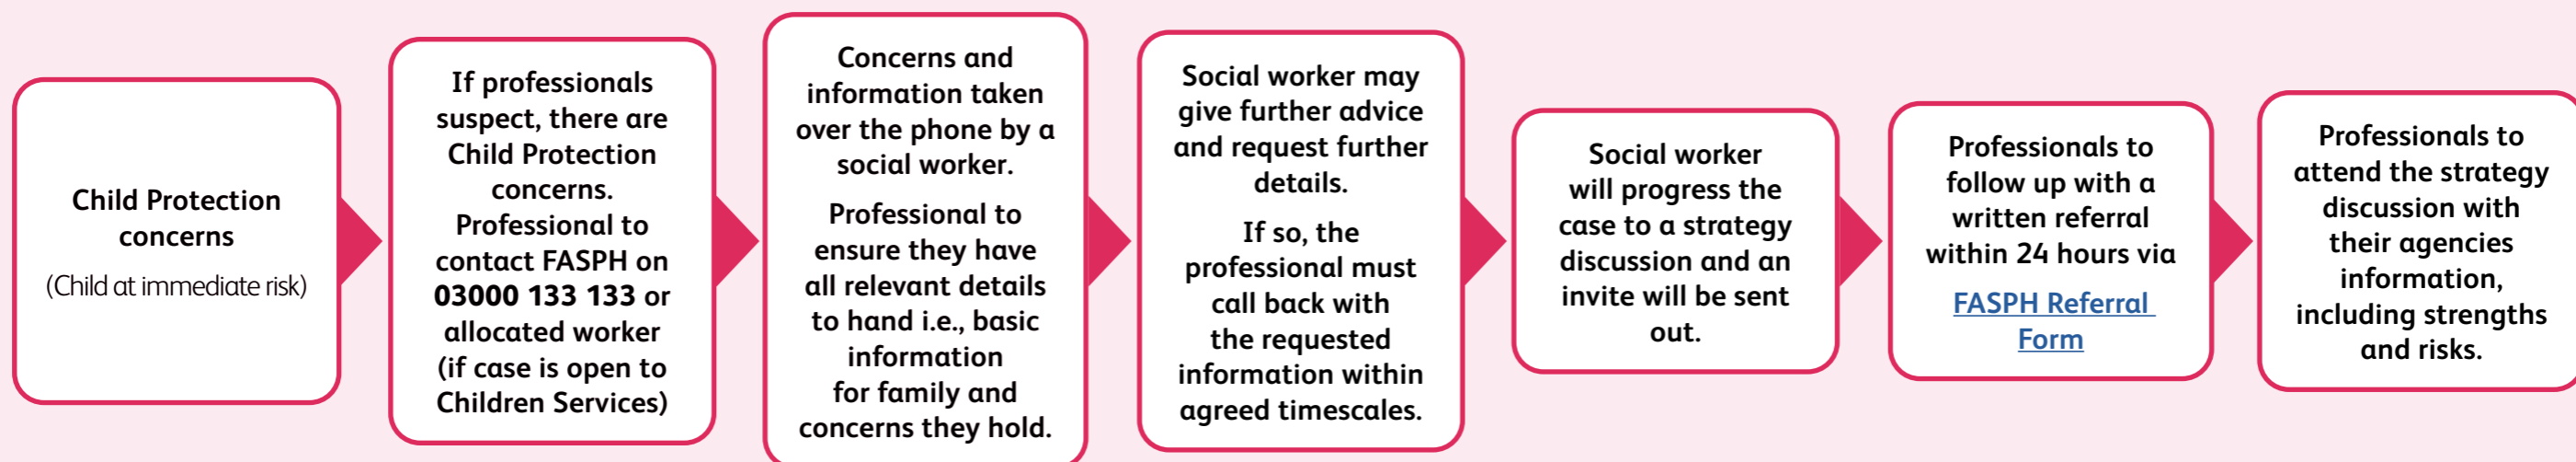 Child Protection
concerns
(Child at immediate risk)
If professionals
suspect, there are
Child Protection
concerns.
Professional to
contact FASPH on
03000 133 133 or
allocated worker
(if case is open to
Children Services)
Concerns and
information taken
over the phone by a
social worker.
Professional to
ensure they have
all relevant details
to hand i.e., basic
information
for family and
concerns they hold.
Social worker may
give further advice
and request further
details.
If so, the
professional must
call back with
the requested
information within
agreed timescales.
Social worker
will progress the
case to a strategy
discussion and an
invite will be sent
out.
Professionals to
follow up with a
written referral
within 24 hours via
FASPH Referral
Form
Professionals to
attend the strategy
discussion with
their agencies
information,
including strengths
and risks.